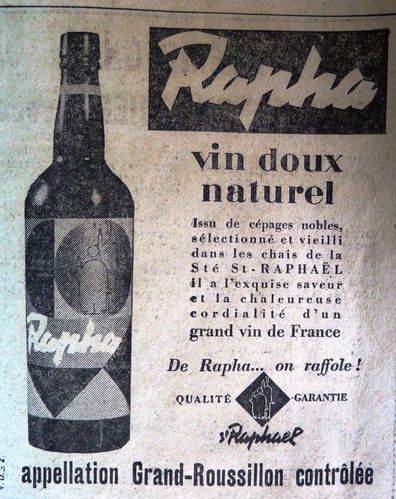 Rapha
vin doux
naturel
Issu de cépages nobles,
sélectionné et vieilli
dans les chais de la
Sté St-RAPHAËL
Il a l'exquise saveur
et la chaleureuse
cordialité d'un
grand vin de France
Rapha
De Rapha... on raffole !
QUALITÉ GARANTIE
St Raphaël
appellation Grand-Roussillon contrôlée